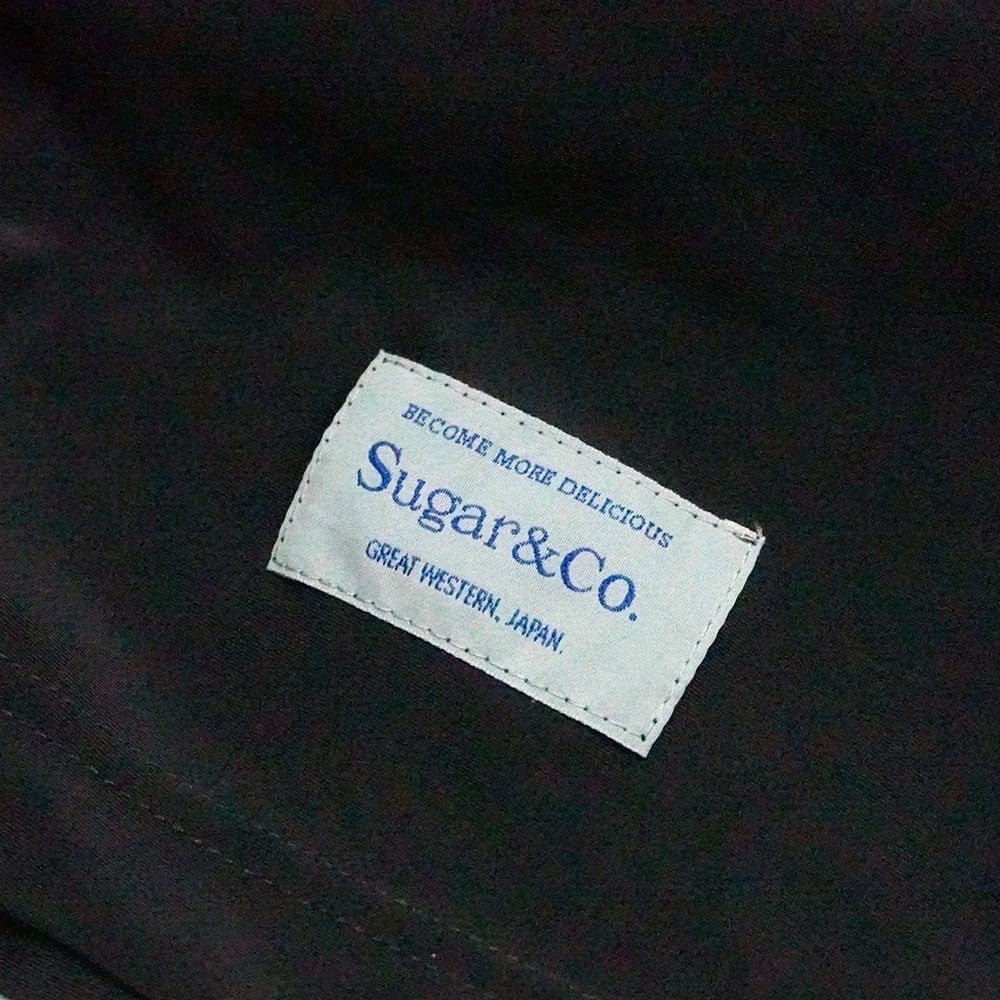 BECOME MORE DELICIOUS
Sugar&Co.
GREAT WESTERN, JAPAN.